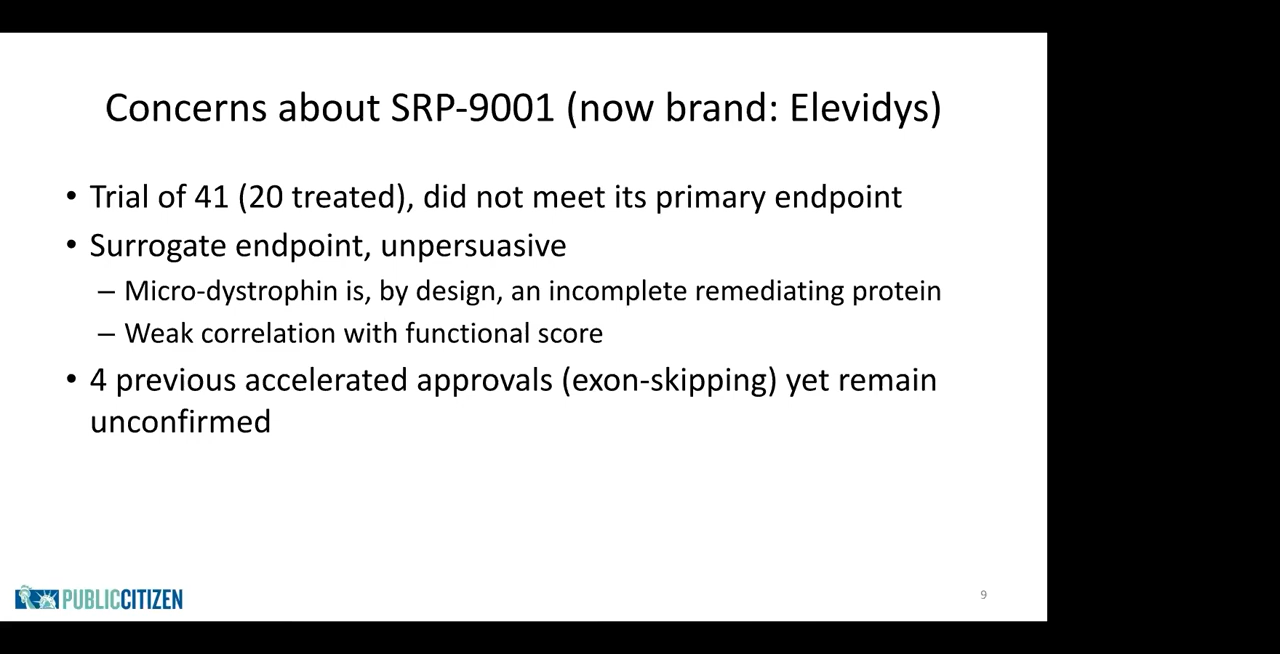 Concerns about SRP-9001 (now brand: Elevidys)
• Trial of 41 (20 treated), did not meet its primary endpoint
• Surrogate endpoint, unpersuasive
– Micro-dystrophin is, by design, an incomplete remediating protein
– Weak correlation with functional score
• 4 previous accelerated approvals (exon-skipping) yet remain
unconfirmed
PUBLICCITIZEN
9